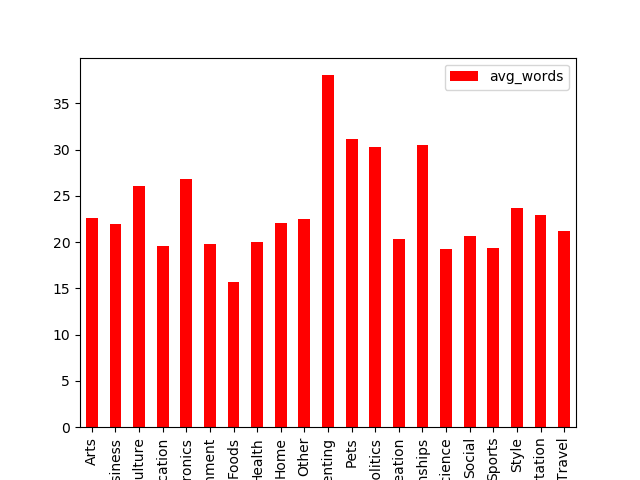 avg_words
35
30
25
20
15
10
5
0
Arts
siness
ulture
cation
ronics
nment
Foods
Health
Home
Other
enting
Pets
olitics
eation
nships
cience
Social
Sports
Style
rtation
Travel